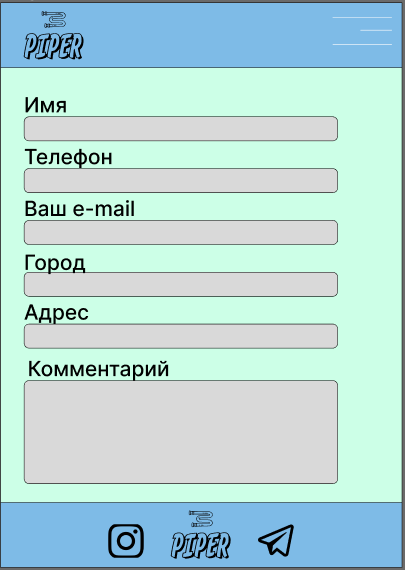 PIPER
Имя
Телефон
Ваш e-mail
Город
Адрес
Комментарий
PIPER